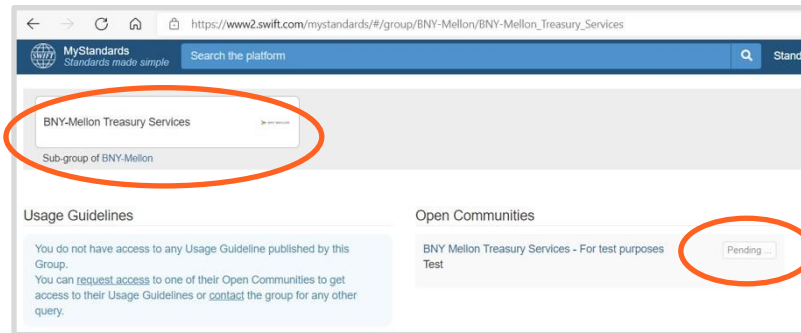 https://www2.swift.com/mystandards/#/group/BNY-Mellon/BNY-Mellon_Treasury_Services
SWIFT
MyStandards
Standards made simple
Search the platform
Stand
BNY-Mellon Treasury Services
BNY MELLON
Sub-group of BNY-Mellon
Usage Guidelines
You do not have access to any Usage Guideline published by this
Group.
You can request access to one of their Open Communities to get
access to their Usage Guidelines or contact the group for any other
query.
Open Communities
BNY Mellon Treasury Services - For test purposes
Test
Pending ...